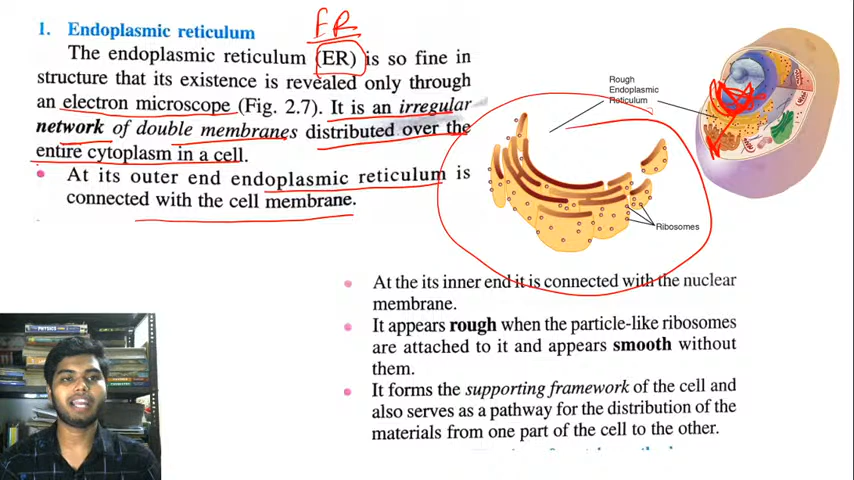 ER
1. Endoplasmic reticulum
The endoplasmic reticulum (ER) is so fine in
structure that its existence is revealed only through
an electron microscope (Fig. 2.7). It is an irregular
network of double membranes distributed over the
entire cytoplasm in a cell.
• At its outer end endoplasmic reticulum is
connected with the cell membrane.
Rough
Endoplasmic
Reticulum
Ribosomes
• At the its inner end it is connected with the nuclear
membrane.
• It appears rough when the particle-like ribosomes
are attached to it and appears smooth without
them.
• It forms the supporting framework of the cell and
also serves as a pathway for the distribution of the
materials from one part of the cell to the other.